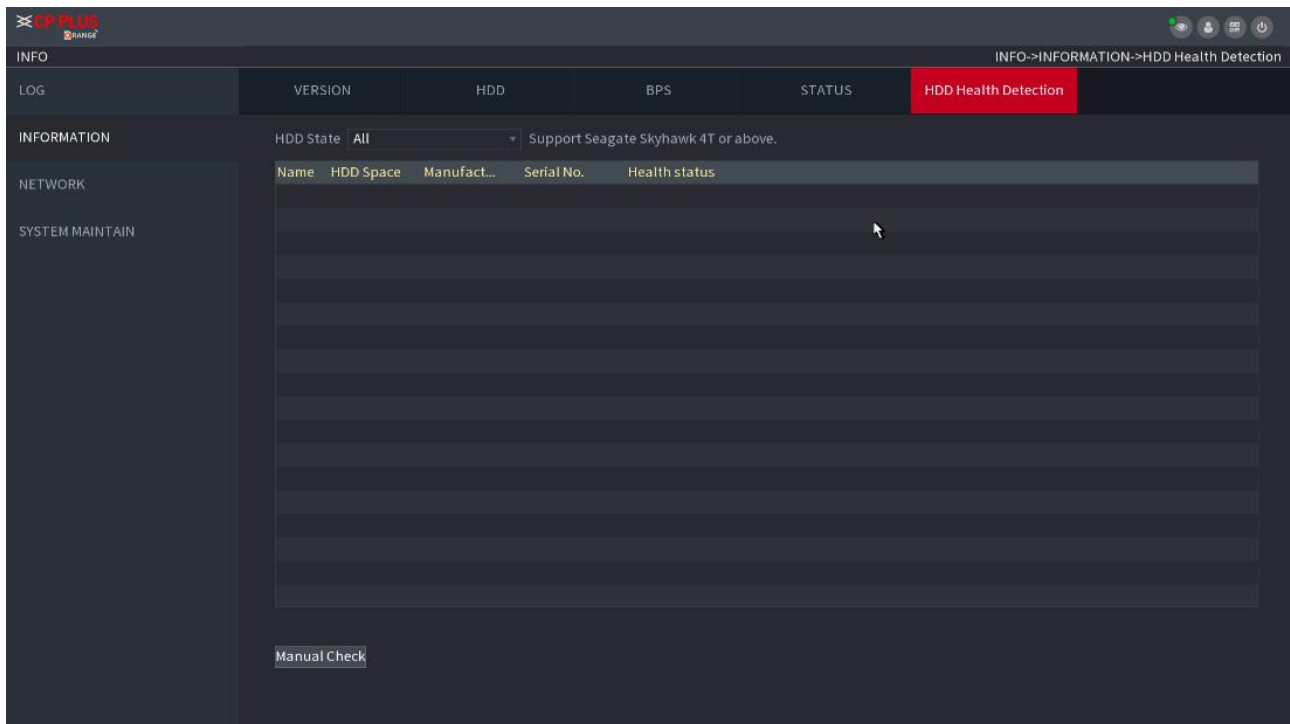 CP PLUS
ORANGE
INFO
INFO->INFORMATION->HDD Health Detection
LOG
VERSION
HDD
BPS
STATUS
HDD Health Detection
INFORMATION
HDD State All Support Seagate Skyhawk 4T or above.
Name HDD Space Manufact... Serial No. Health status
NETWORK
SYSTEM MAINTAIN
Manual Check